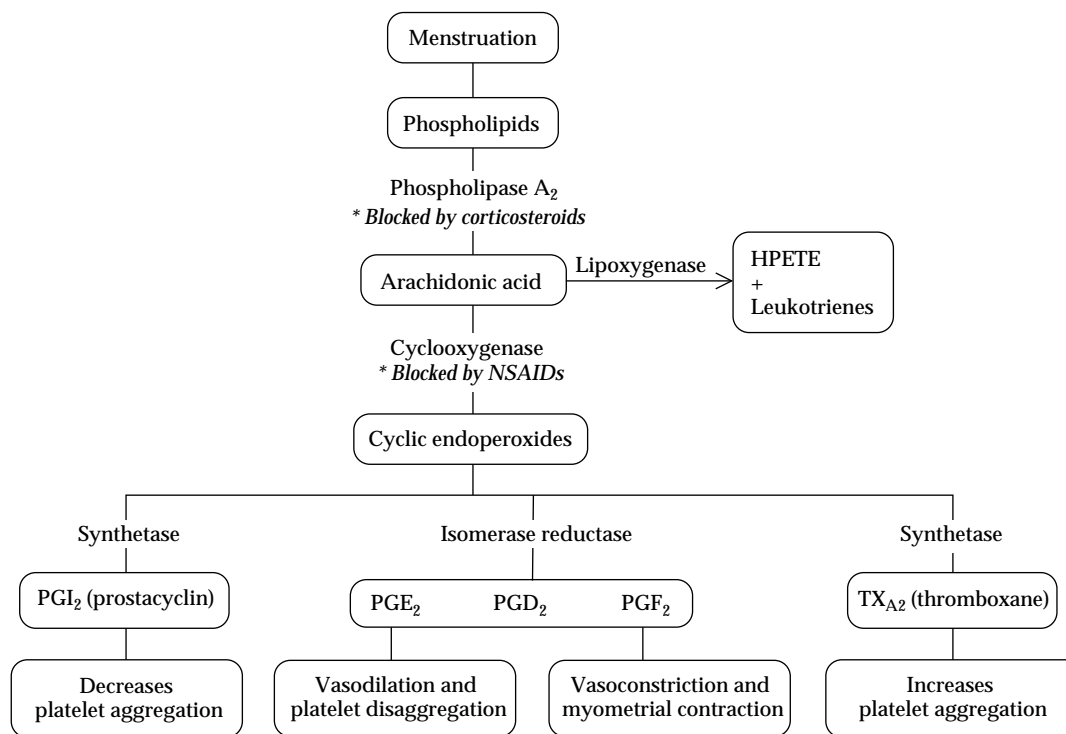 Menstruation
Phospholipids
Phospholipase A₂
* Blocked by corticosteroids
Arachidonic acid
Lipoxygenase
HPETE
+
Leukotrienes
Cyclooxygenase
* Blocked by NSAIDs
Cyclic endoperoxides
Synthetase
Isomerase reductase
Synthetase
PGI₂ (prostacyclin)
PGE₂ PGD₂ PGF₂
TX_A2 (thromboxane)
Decreases
platelet aggregation
Vasodilation and
platelet disaggregation
Vasoconstriction and
myometrial contraction
Increases
platelet aggregation